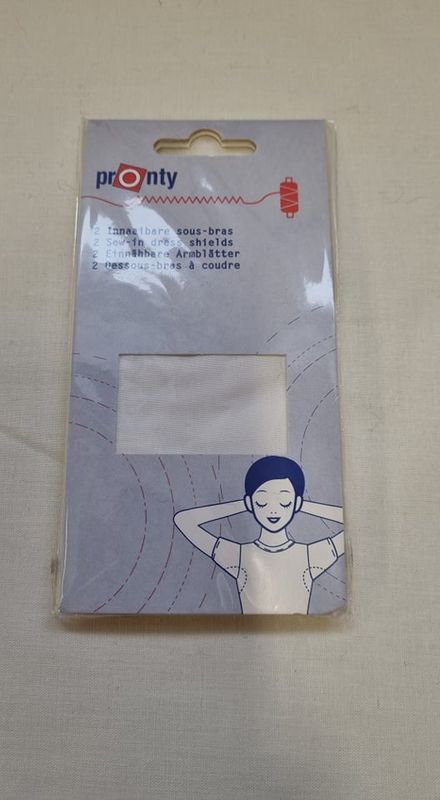 pronty
2 Innaaibare sous-bras
2 Sew-in dress shields
2 Einnähbare Armblätter
2 Dessous-bras à coudre